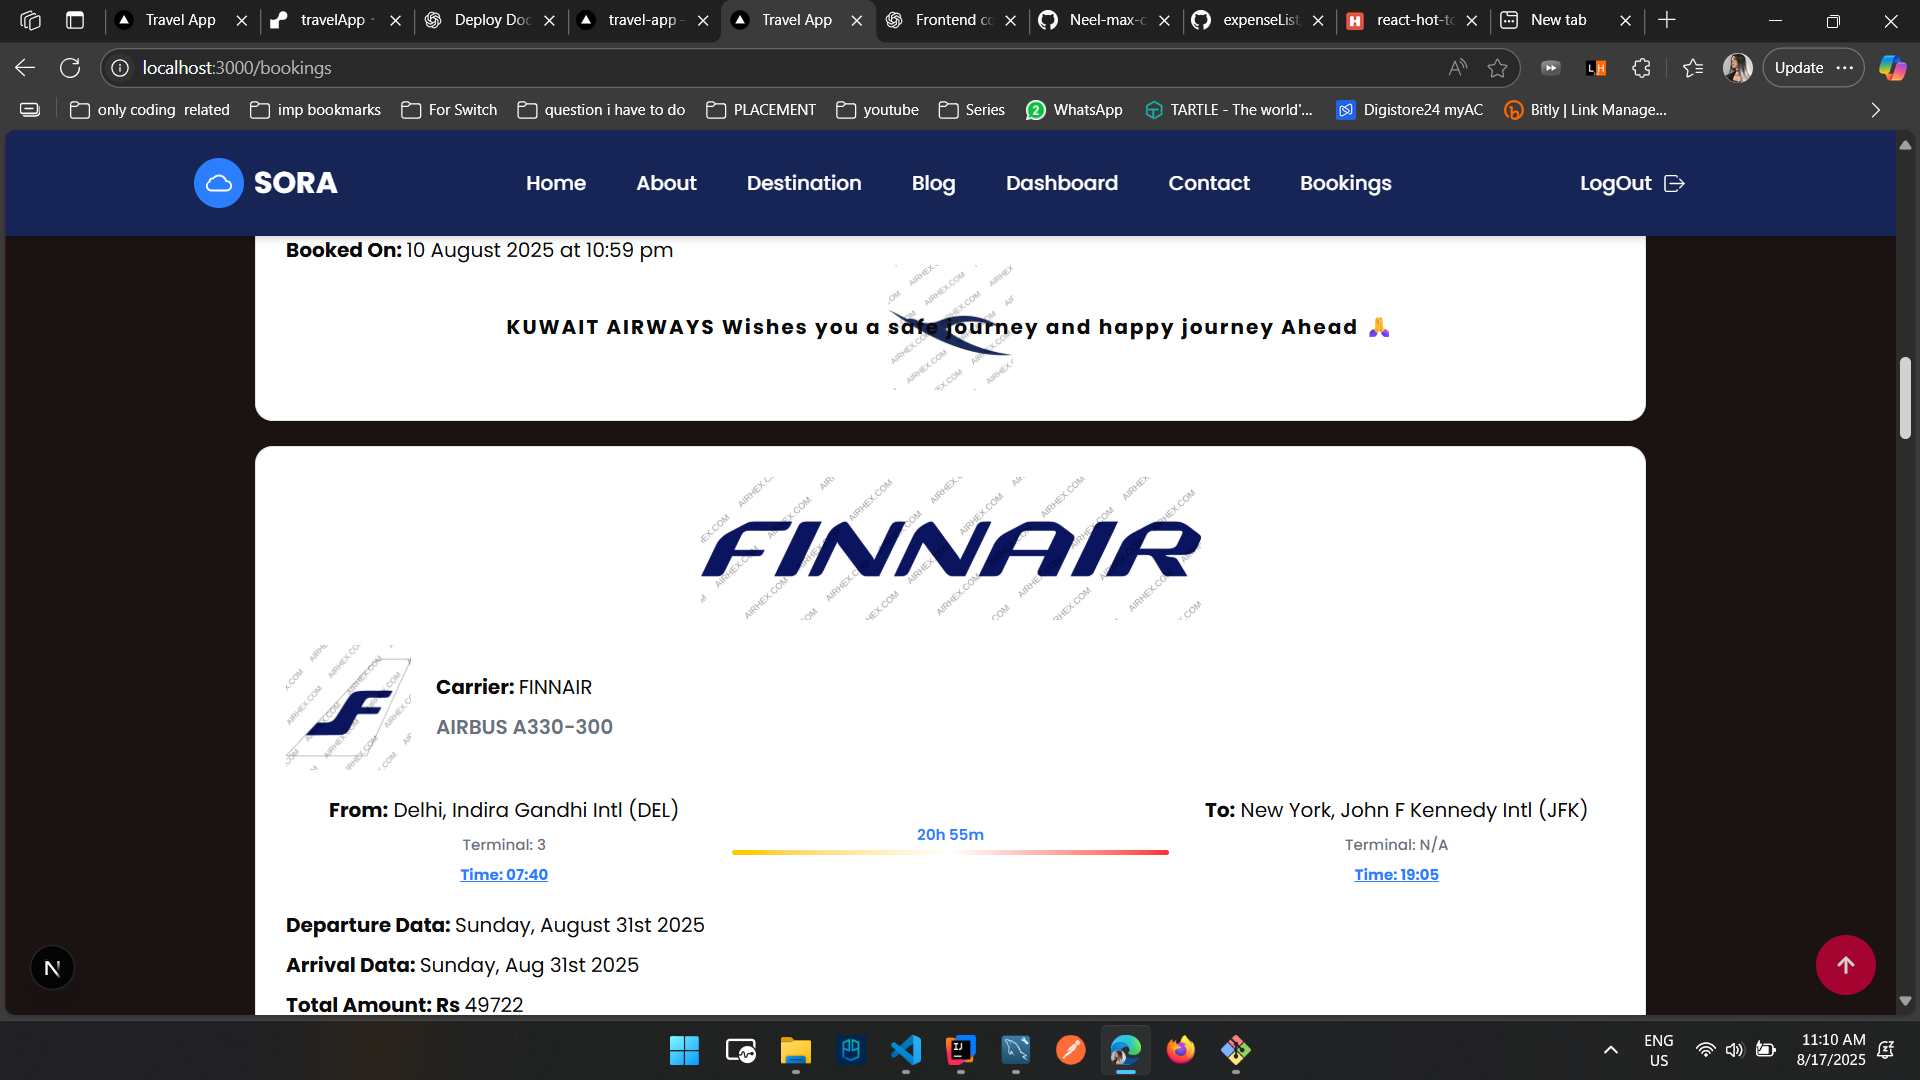 Travel App
travelApp
Deploy Doc
travel-app
Travel App
Frontend co
Neel-max-c
expenseList
react-hot-to
New tab
localhost:3000/bookings
Update
only coding related
imp bookmarks
For Switch
question i have to do
PLACEMENT
youtube
Series
WhatsApp
TARTLE - The world'...
Digistore24 myAC
Bitly | Link Manage...
SORA
Home
About
Destination
Blog
Dashboard
Contact
Bookings
LogOut
Booked On: 10 August 2025 at 10:59 pm
KUWAIT AIRWAYS Wishes you a safe journey and happy journey Ahead 🙏
AIRHEX.COM
FINNAIR
AIRHEX.COM
Carrier: FINNAIR
AIRBUS A330-300
From: Delhi, Indira Gandhi Intl (DEL)
Terminal: 3
Time: 07:40
20h 55m
To: New York, John F Kennedy Intl (JFK)
Terminal: N/A
Time: 19:05
Departure Data: Sunday, August 31st 2025
Arrival Data: Sunday, Aug 31st 2025
Total Amount: Rs 49722
N
ENG
US
11:10 AM
8/17/2025